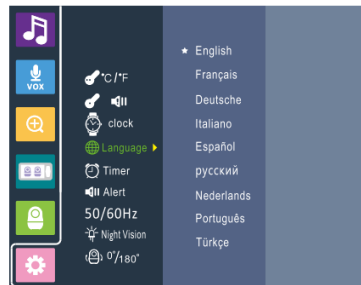 VOX
°C/°F
clock
Language
Timer
Alert
50/60Hz
Night Vision
0°/180°
English
Français
Deutsche
Italiano
Español
русский
Nederlands
Português
Türkçe